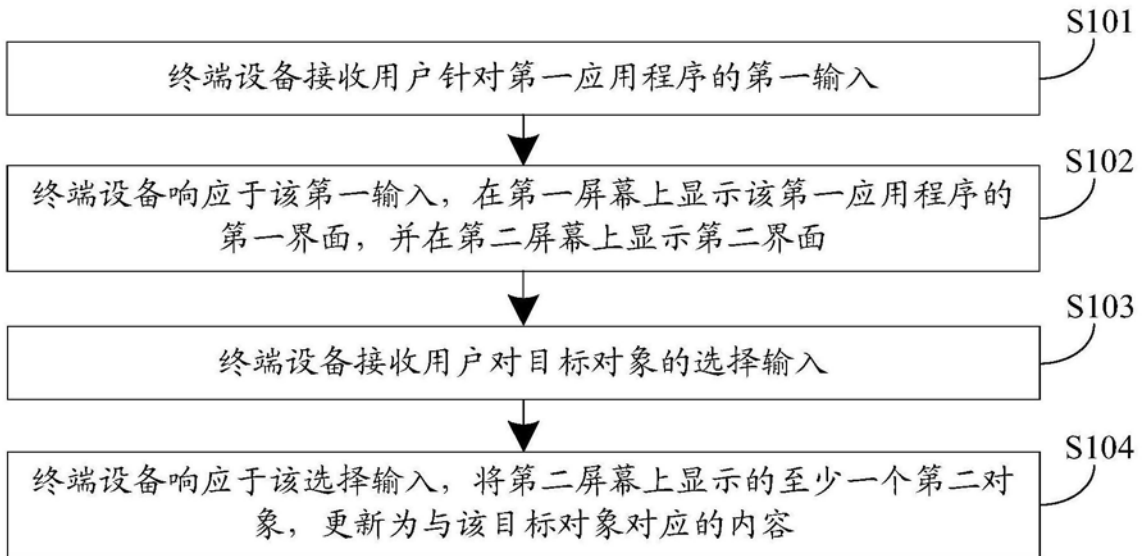 S101
终端设备接收用户针对第一应用程序的第一输入
S102
终端设备响应于该第一输入，在第一屏幕上显示该第一应用程序的
第一界面，并在第二屏幕上显示第二界面
S103
终端设备接收用户对目标对象的选择输入
S104
终端设备响应于该选择输入，将第二屏幕上显示的至少一个第二对
象，更新为与该目标对象对应的内容